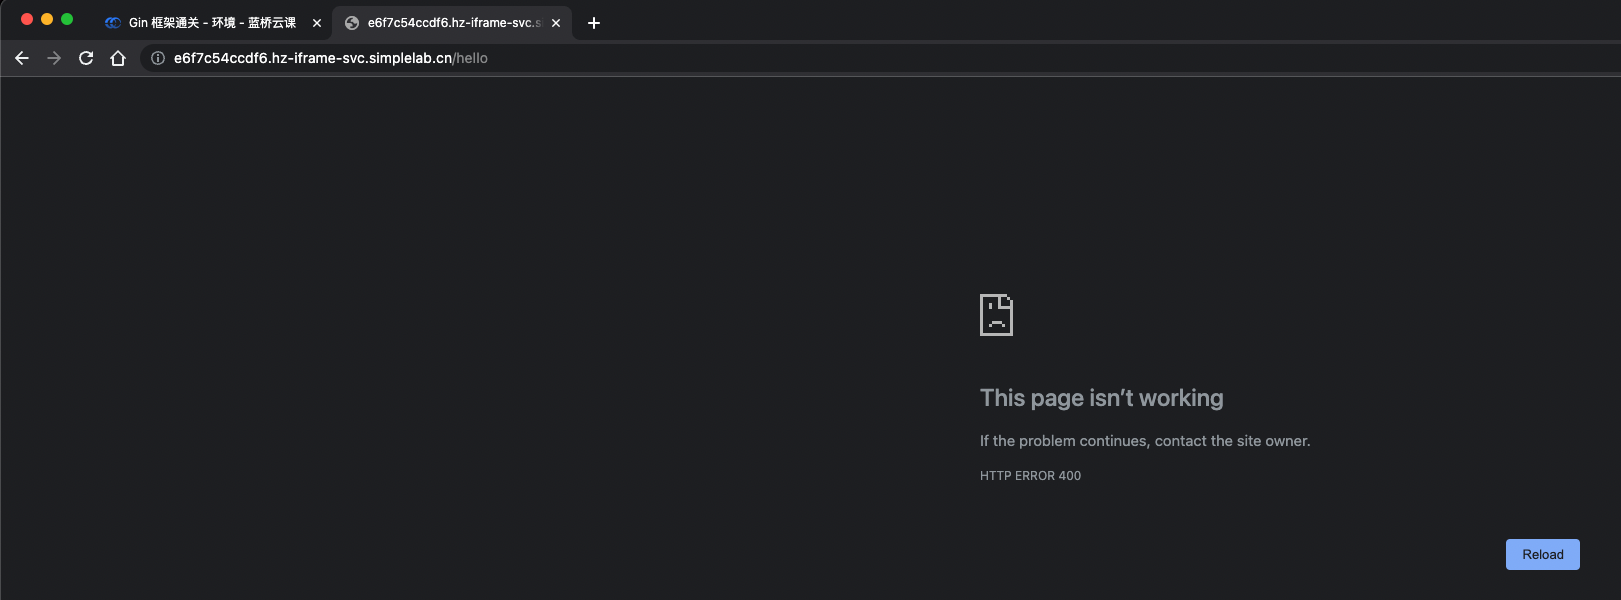 Gin 框架通关 - 环境 - 蓝桥云课
e6f7c54ccdf6.hz-iframe-svc.s
e6f7c54ccdf6.hz-iframe-svc.simplelab.cn/hello
This page isn’t working
If the problem continues, contact the site owner.
HTTP ERROR 400
Reload